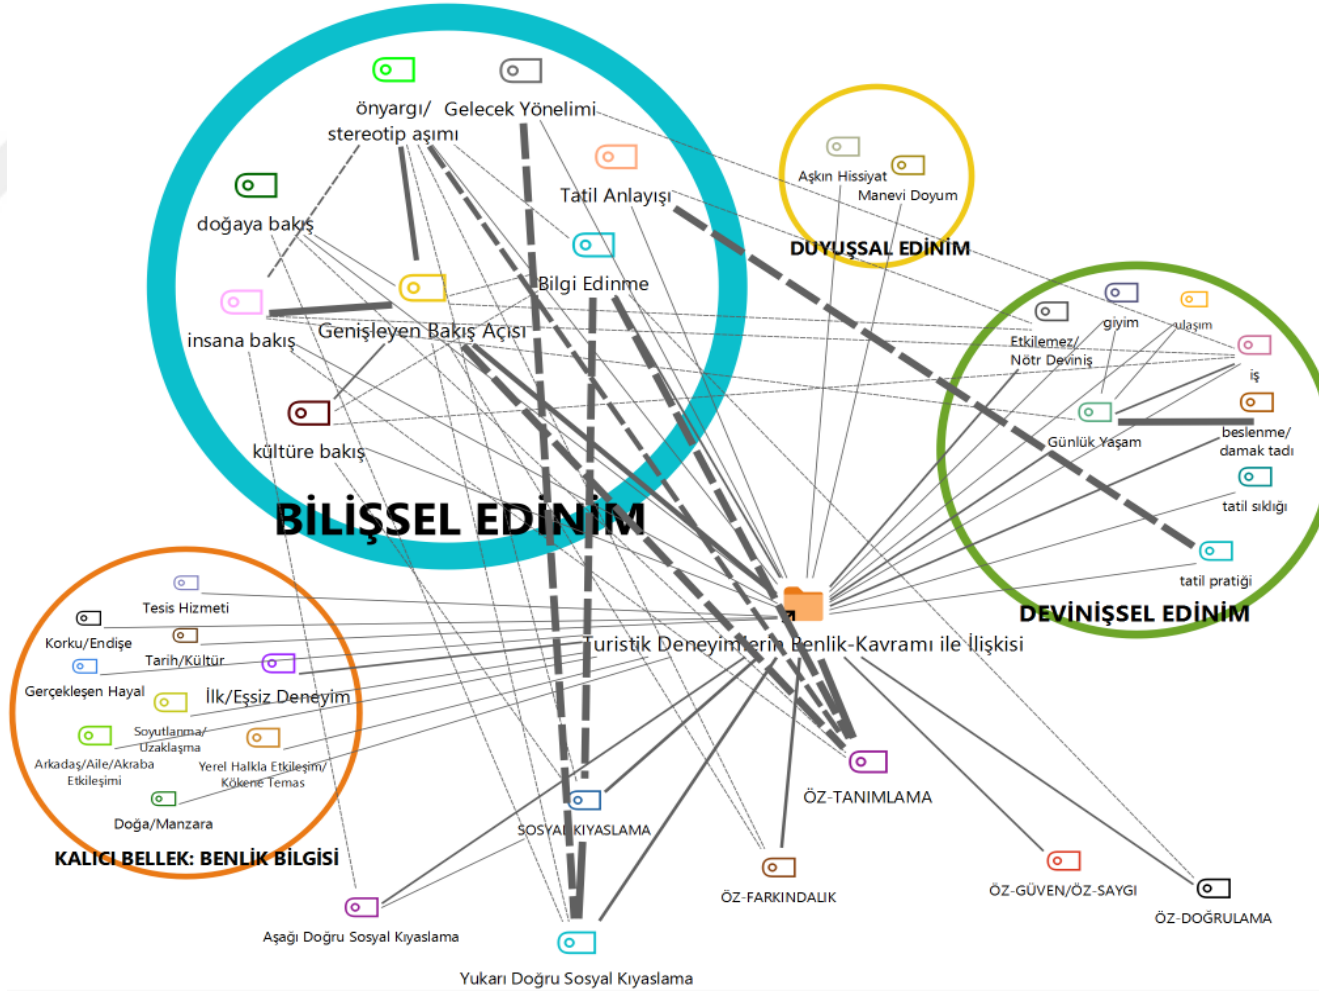 önyargı/
stereotip aşımı
Gelecek Yönelimi
Tatil Anlayışı
doğaya bakış
Bilgi Edinme
insana bakış
Genişleyen Bakış Açısı
kültüre bakış
BİLİŞSEL EDİNİM
Aşkın Hissiyat
Manevi Doyum
DUYUŞSAL EDİNİM
giyim
ulaşım
Etkilemez/
Nötr Deviniş
iş
Günlük Yaşam
beslenme/
damak tadı
tatil sıklığı
tatil pratiği
DEVİNİŞSEL EDİNİM
Tesis Hizmeti
Korku/Endişe
Tarih/Kültür
Gerçekleşen Hayal
İlk/Eşsiz Deneyim
Soyutlanma/
Uzaklaşma
Arkadaş/Aile/Akraba
Etkileşimi
Yerel Halkla Etkileşim/
Kökene Temas
Doğa/Manzara
KALICI BELLEK: BENLİK BİLGİSİ
Turistik Deneyimlerin Benlik-Kavramı ile İlişkisi
ÖZ-TANIMLAMA
SOSYAL KIYASLAMA
ÖZ-FARKINDALIK
ÖZ-GÜVEN/ÖZ-SAYGI
ÖZ-DOĞRULAMA
Aşağı Doğru Sosyal Kıyaslama
Yukarı Doğru Sosyal Kıyaslama